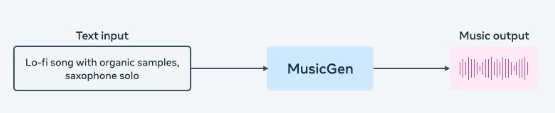 Text input
Lo-fi song with organic samples,
saxophone solo
MusicGen
Music output